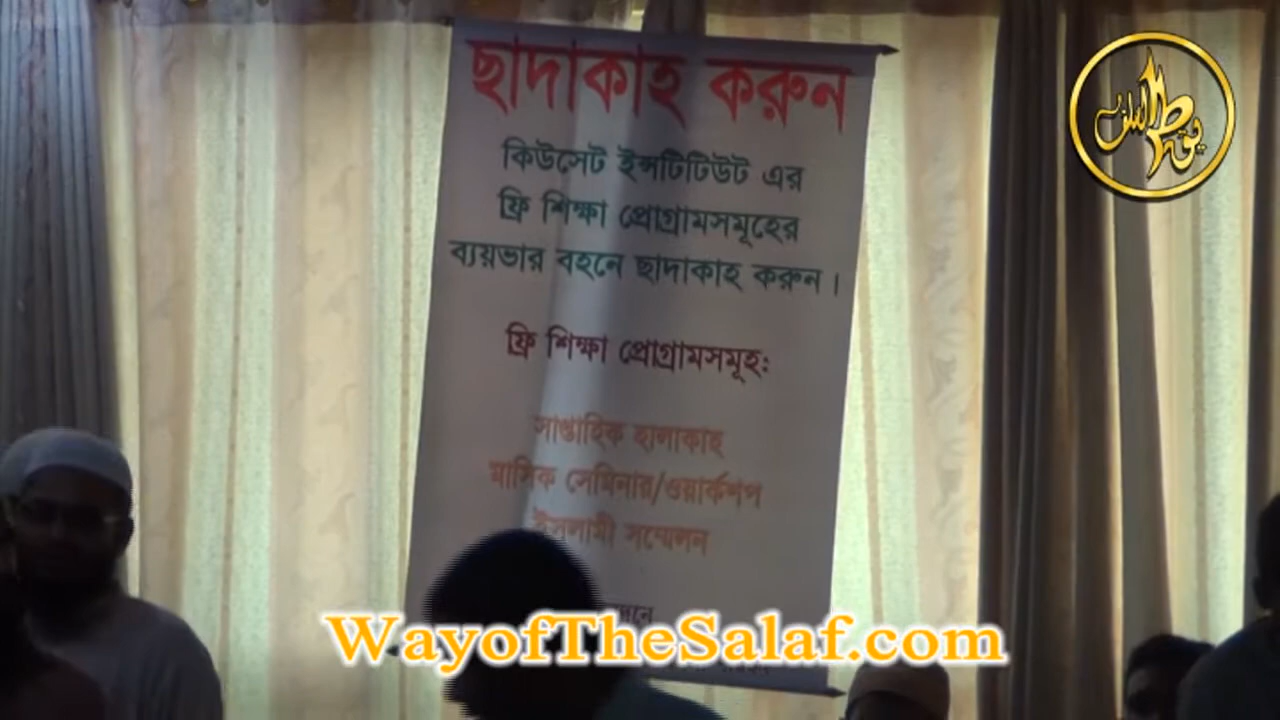 ছাদাকাহ করুন
কিউসেট ইন্সটিটিউট এর
ফ্রি শিক্ষা প্রোগ্রামসমূহের
ব্যয়ভার বহনে ছাদাকাহ করুন।
ফ্রি শিক্ষা প্রোগ্রামসমূহঃ
সাপ্তাহিক হালাকাহ
মাসিক সেমিনার/ওয়ার্কশপ
ইসলামী সম্মেলন
WayofTheSalaf.com